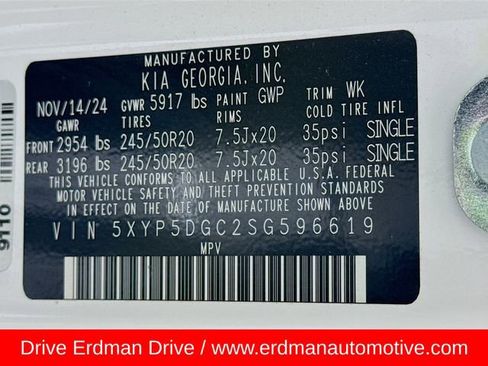 MANUFACTURED BY
KIA GEORGIA, INC.
NOV/14/24 GVWR 5917 lbs PAINT GWP TRIM WK
GAWR TIRES RIMS COLD TIRE INFL
FRONT 2954 lbs 245/50R20 7.5Jx20 35psi SINGLE
REAR 3196 lbs 245/50R20 7.5Jx20 35psi SINGLE
THIS VEHICLE CONFORMS TO ALL APPLICABLE U.S.A. FEDERAL
MOTOR VEHICLE SAFETY AND THEFT PREVENTION STANDARDS
IN EFFECT ON THE DATE OF MANUFACTURE SHOWN ABOVE.
VIN 5XYP5DGC2SG596619
MPV
9110
Drive Erdman Drive / www.erdmanautomotive.com